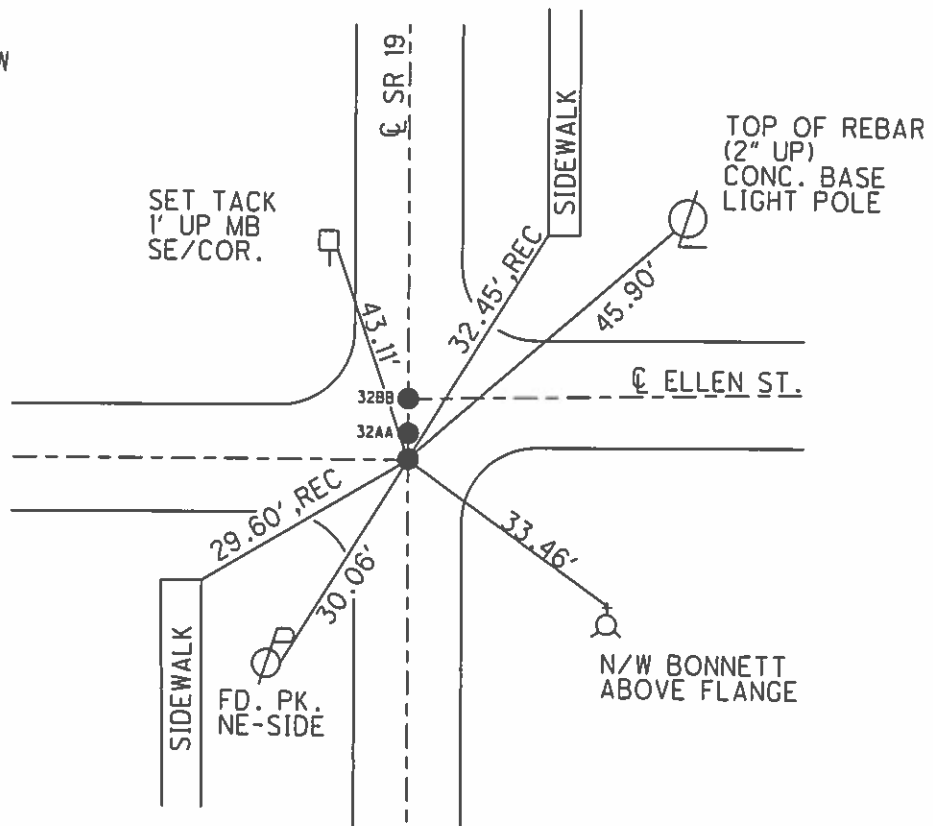 W
℄ SR 19
SIDEWALK
TOP OF REBAR
(2" UP)
CONC. BASE
LIGHT POLE
SET TACK
1' UP MB
SE/COR.
43.11'
32.45',REC
45.90'
32BB
℄ ELLEN ST.
32AA
29.60',REC
30.06'
33.46'
SIDEWALK
FD. PK.
NE-SIDE
N/W BONNETT
ABOVE FLANGE